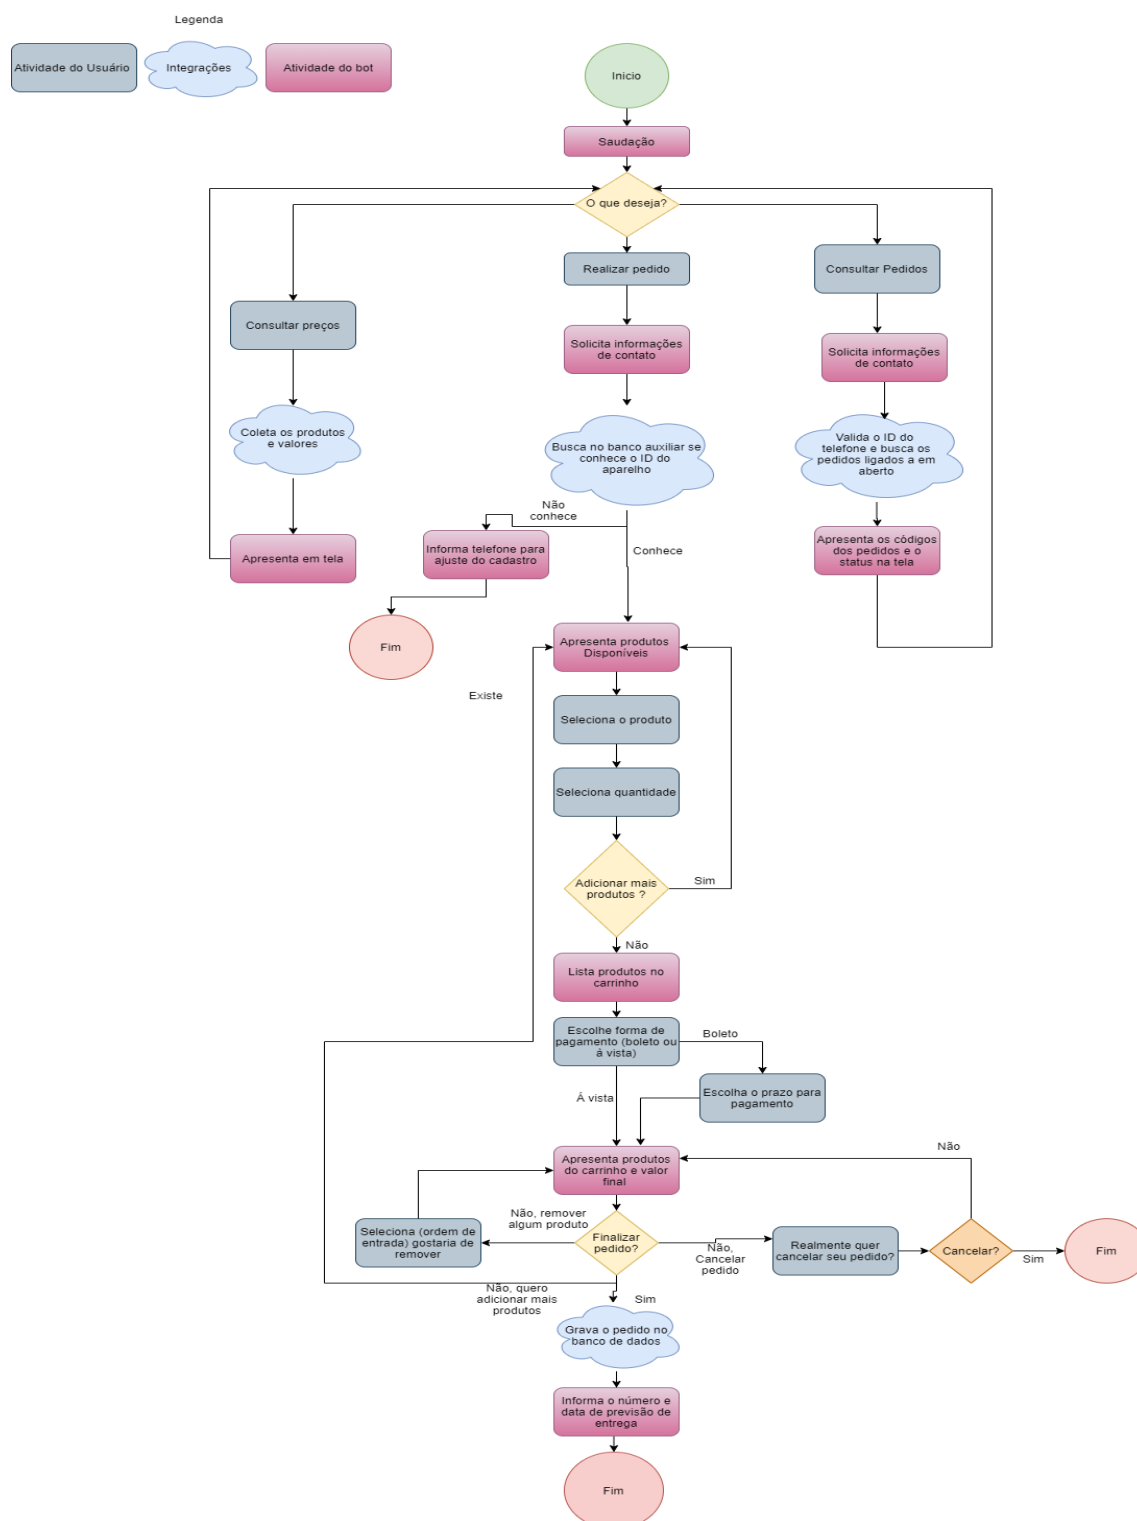 Legenda
Atividade do Usuário
Integrações
Atividade do bot
Inicio
Saudação
O que deseja?
Realizar pedido
Consultar Pedidos
Consultar preços
Solicita informações
de contato
Solicita informações
de contato
Coleta os produtos
e valores
Busca no banco auxiliar se
conhece o ID do
aparelho
Valida o ID do
telefone e busca os
pedidos ligados a em
aberto
Não
conhece
Conhece
Apresenta em tela
Informa telefone para
ajuste do cadastro
Apresenta os códigos
dos pedidos e o
status na tela
Fim
Apresenta produtos
Disponíveis
Existe
Seleciona o produto
Seleciona quantidade
Adicionar mais
produtos ?
Sim
Não
Lista produtos no
carrinho
Escolhe forma de
pagamento (boleto ou
á vista)
Boleto
Escolha o prazo para
pagamento
Á vista
Apresenta produtos
do carrinho e valor
final
Não
Não, remover
algum produto
Seleciona (ordem de
entrada) gostaria de
remover
Finalizar
pedido?
Não,
Cancelar
pedido
Realmente quer
cancelar seu pedido?
Cancelar?
Sim
Fim
Não, quero
adicionar mais
produtos
Sim
Grava o pedido no
banco de dados
Informa o número e
data de previsão de
entrega
Fim